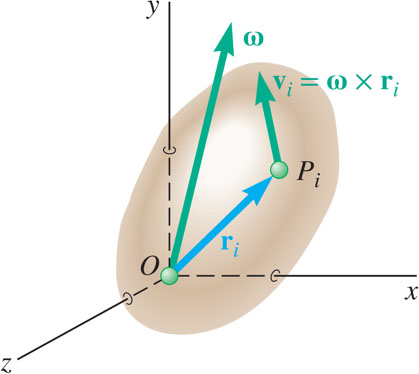 y
ω
vᵢ = ω × rᵢ
Pᵢ
rᵢ
O
x
z